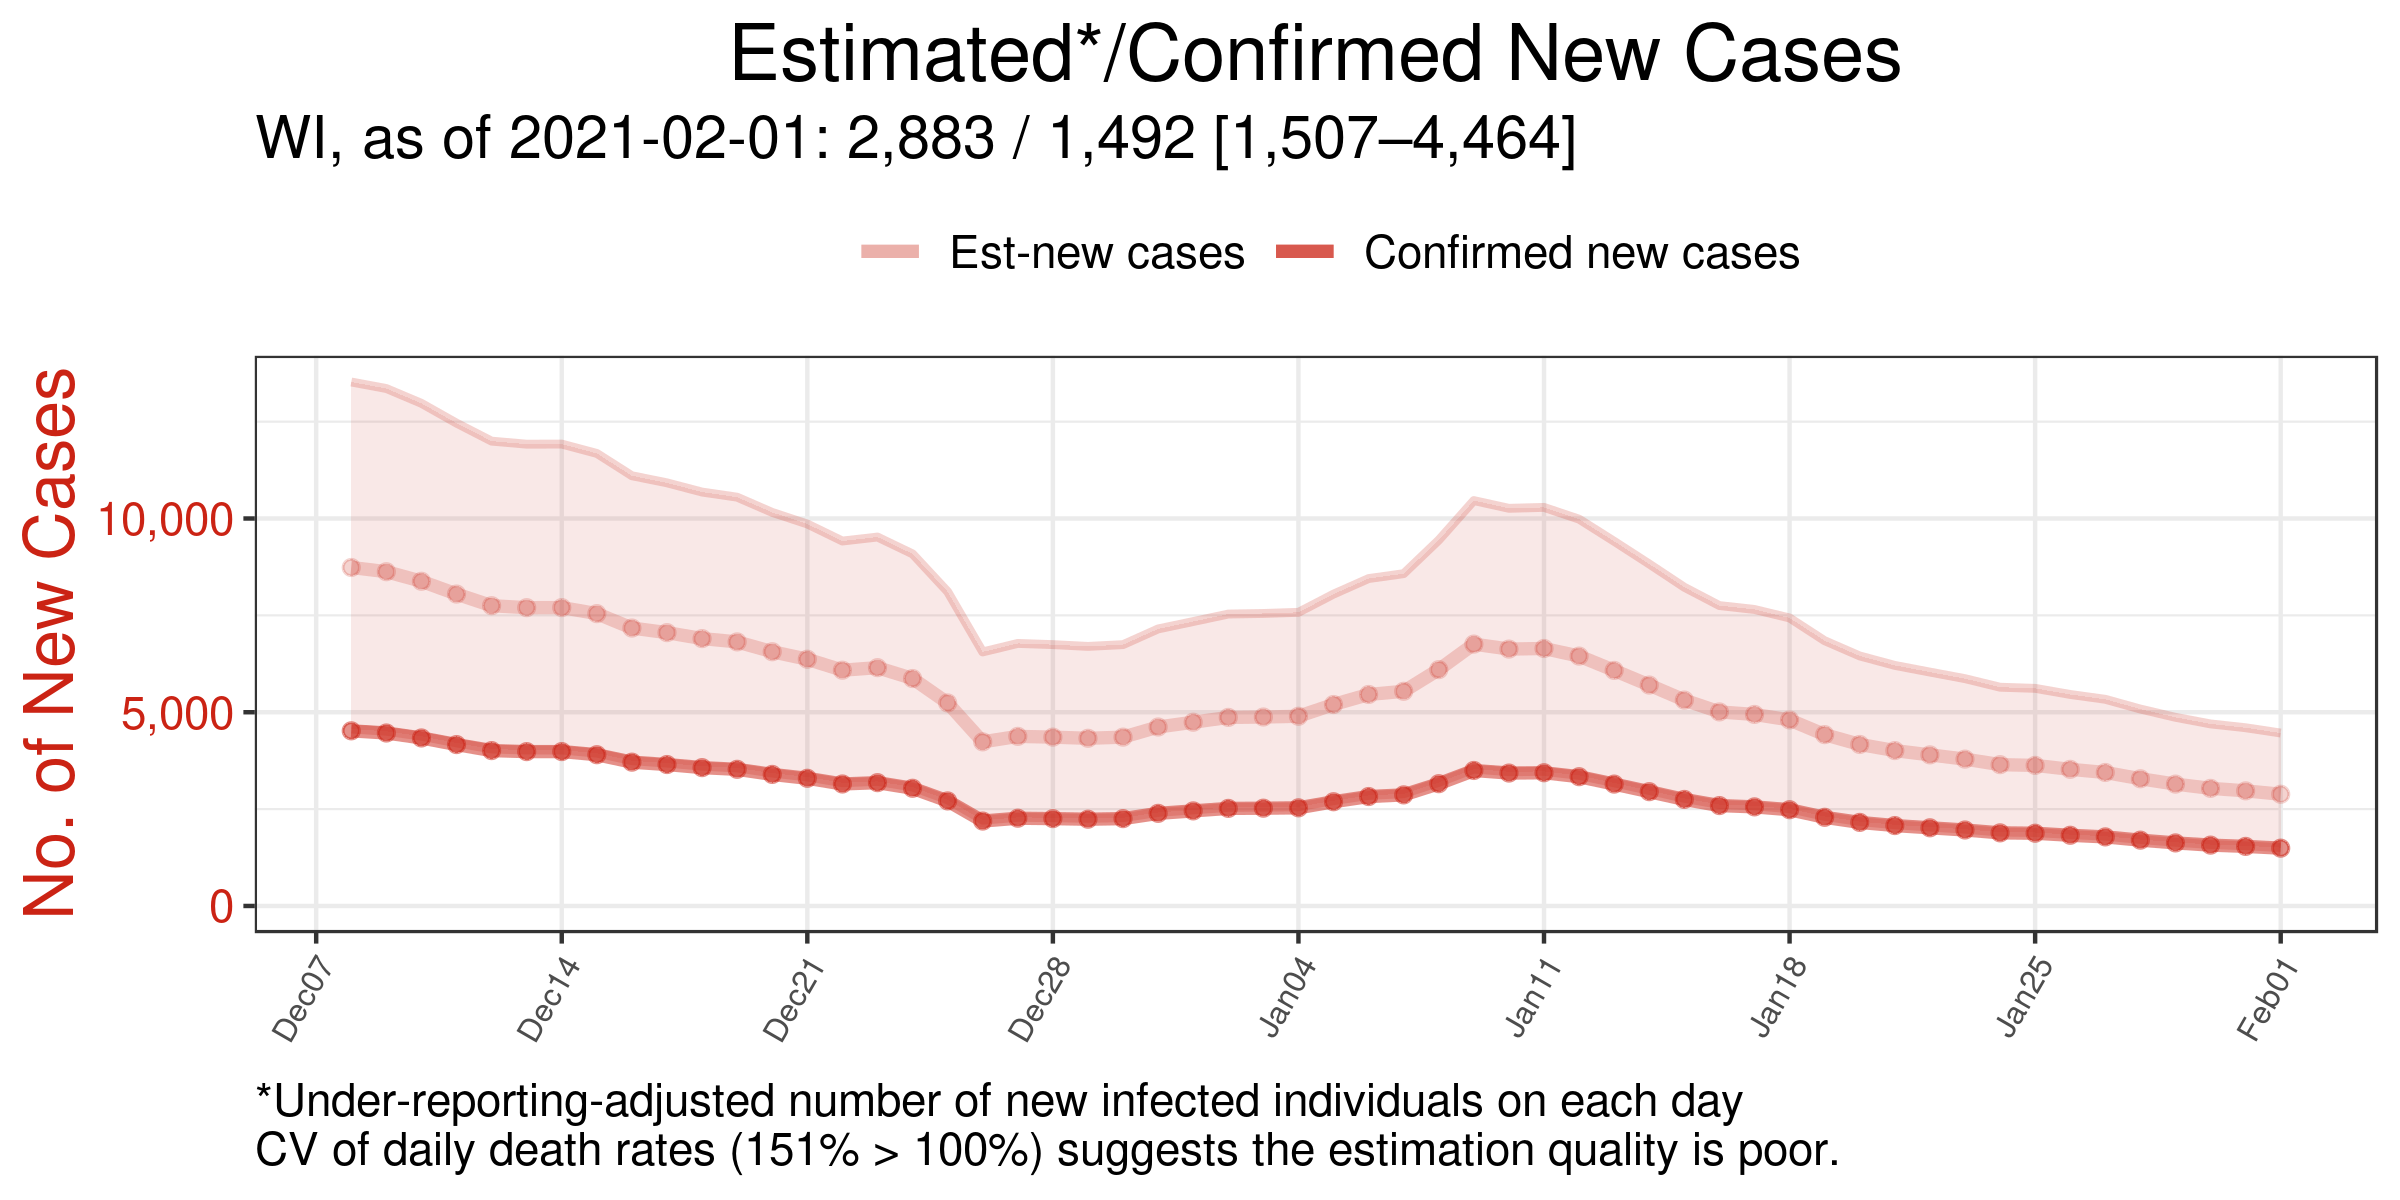 Estimated*/Confirmed New Cases
WI, as of 2021-02-01: 2,883 / 1,492 [1,507–4,464]
Est-new cases
Confirmed new cases
No. of New Cases
10,000
5,000
0
Dec07
Dec14
Dec21
Dec28
Jan04
Jan11
Jan18
Jan25
Feb01
*Under-reporting-adjusted number of new infected individuals on each day
CV of daily death rates (151% > 100%) suggests the estimation quality is poor.